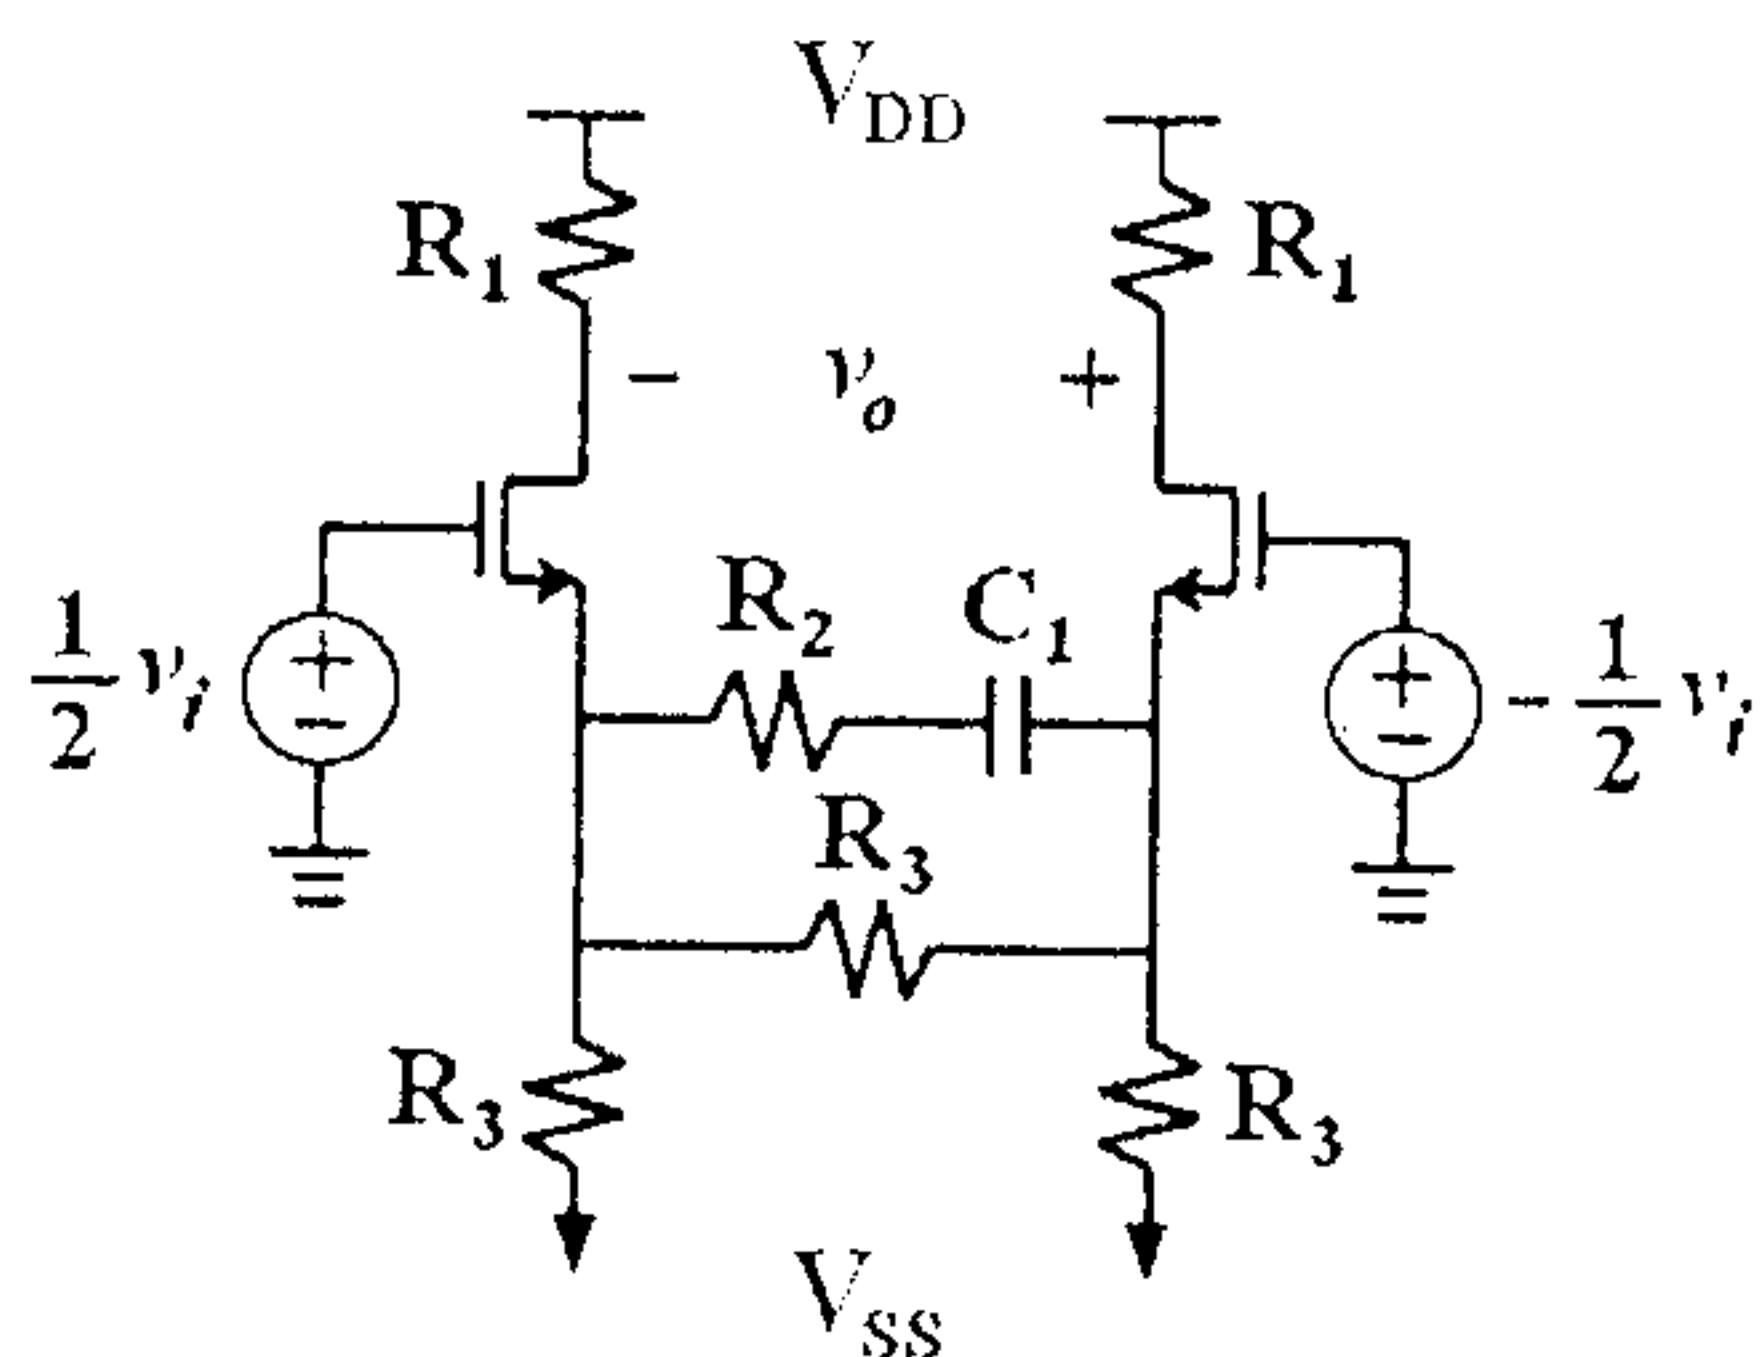 V_DD
R_1
R_1
− v_o +
R_2
C_1
1/2 v_i
+
−
+
−
− 1/2 v_i
R_3
R_3
R_3
V_SS